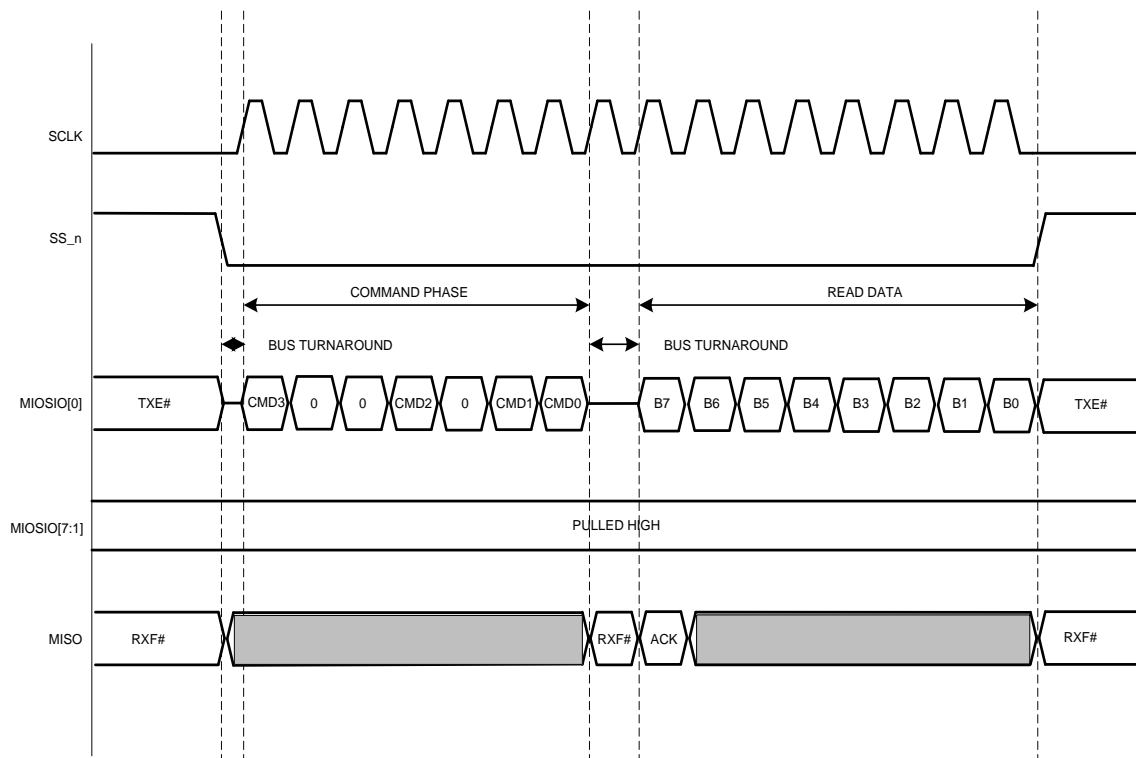 SCLK
SS_n
COMMAND PHASE READ DATA
BUS TURNAROUND BUS TURNAROUND
MIOSIO[0] TXE# CMD3 0 0 CMD2 0 CMD1 CMD0 B7 B6 B5 B4 B3 B2 B1 B0 TXE#
MIOSIO[7:1] PULLED HIGH
MISO RXF# RXF# ACK RXF#